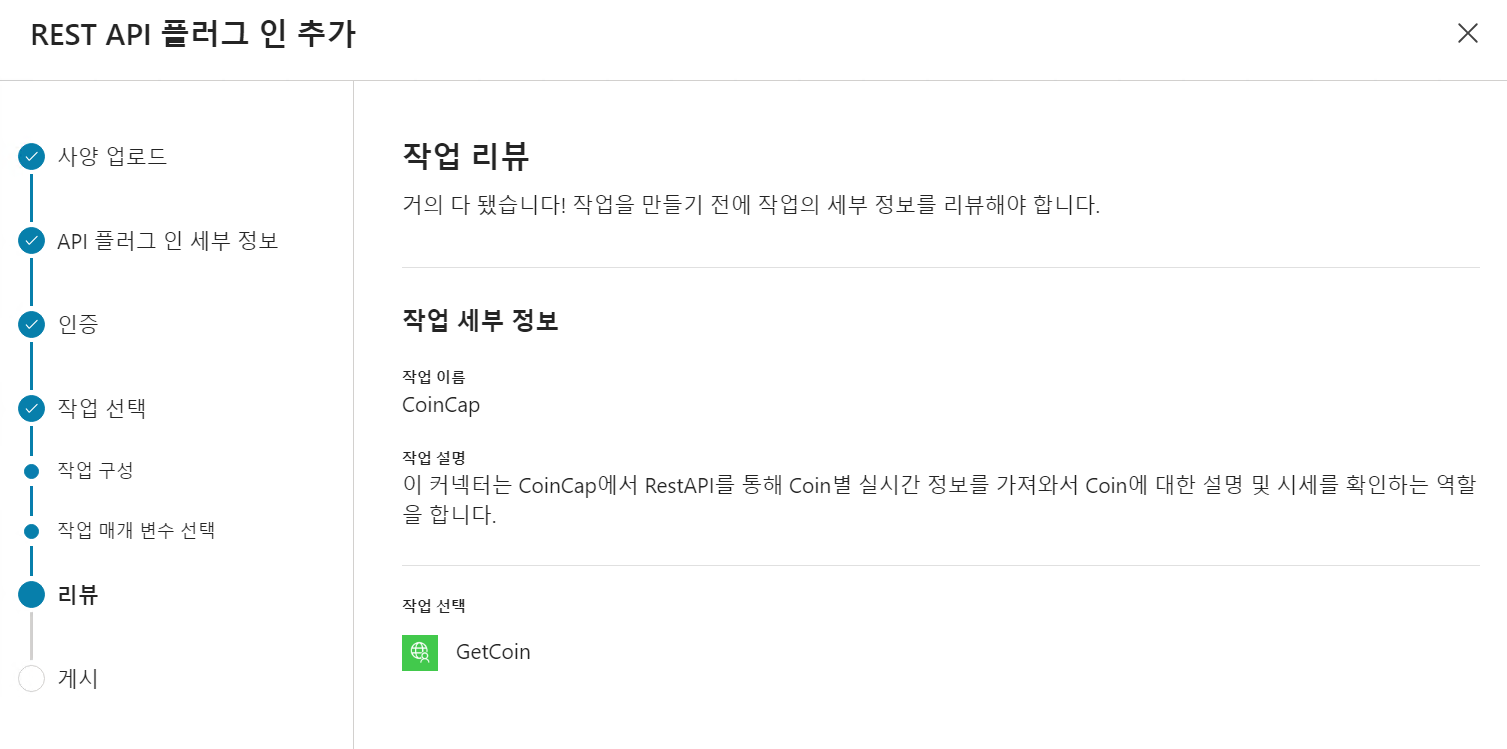 REST API 플러그 인 추가
사양 업로드
API 플러그 인 세부 정보
인증
작업 선택
작업 구성
작업 매개 변수 선택
리뷰
게시
작업 리뷰
거의 다 됐습니다! 작업을 만들기 전에 작업의 세부 정보를 리뷰해야 합니다.
작업 세부 정보
작업 이름
CoinCap
작업 설명
이 커넥터는 CoinCap에서 RestAPI를 통해 Coin별 실시간 정보를 가져와서 Coin에 대한 설명 및 시세를 확인하는 역할
을 합니다.
작업 선택
GetCoin